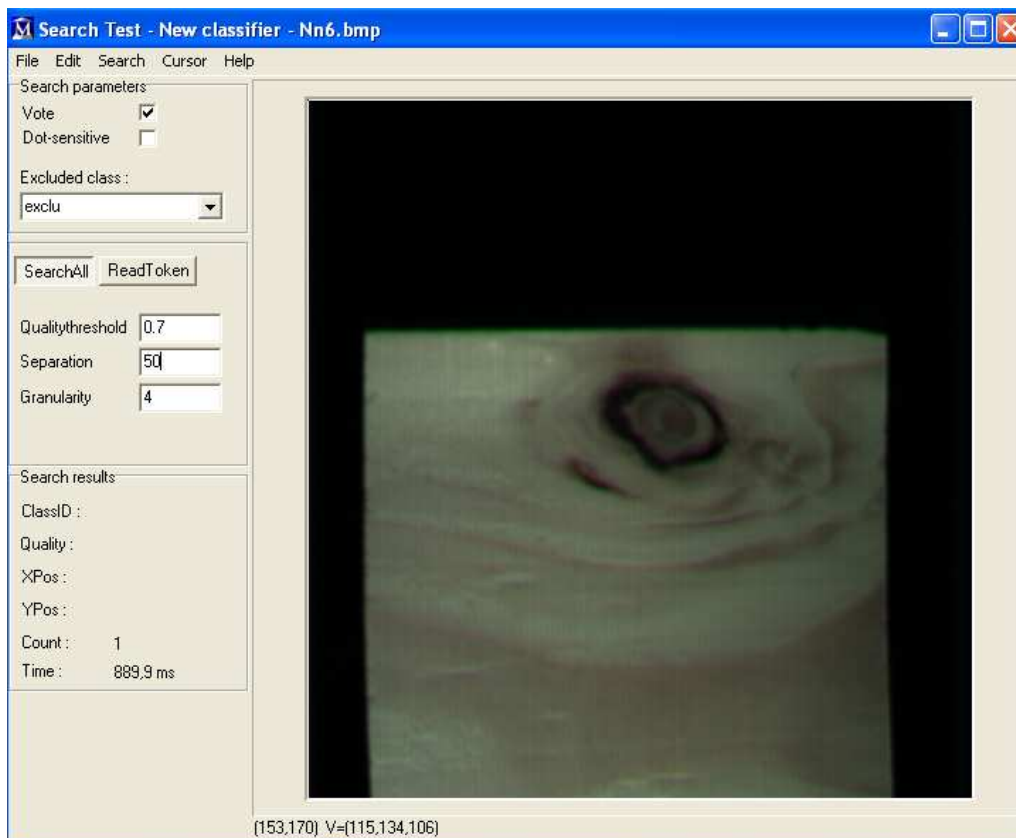 Search Test - New classifier - Nn6.bmp
File Edit Search Cursor Help
Search parameters
Vote
Dot-sensitive
Excluded class :
exclu
SearchAll ReadToken
Qualitythreshold 0.7
Separation 50
Granularity 4
Search results
ClassID :
Quality :
XPos :
YPos :
Count : 1
Time : 889,9 ms
(153,170) V=(115,134,106)